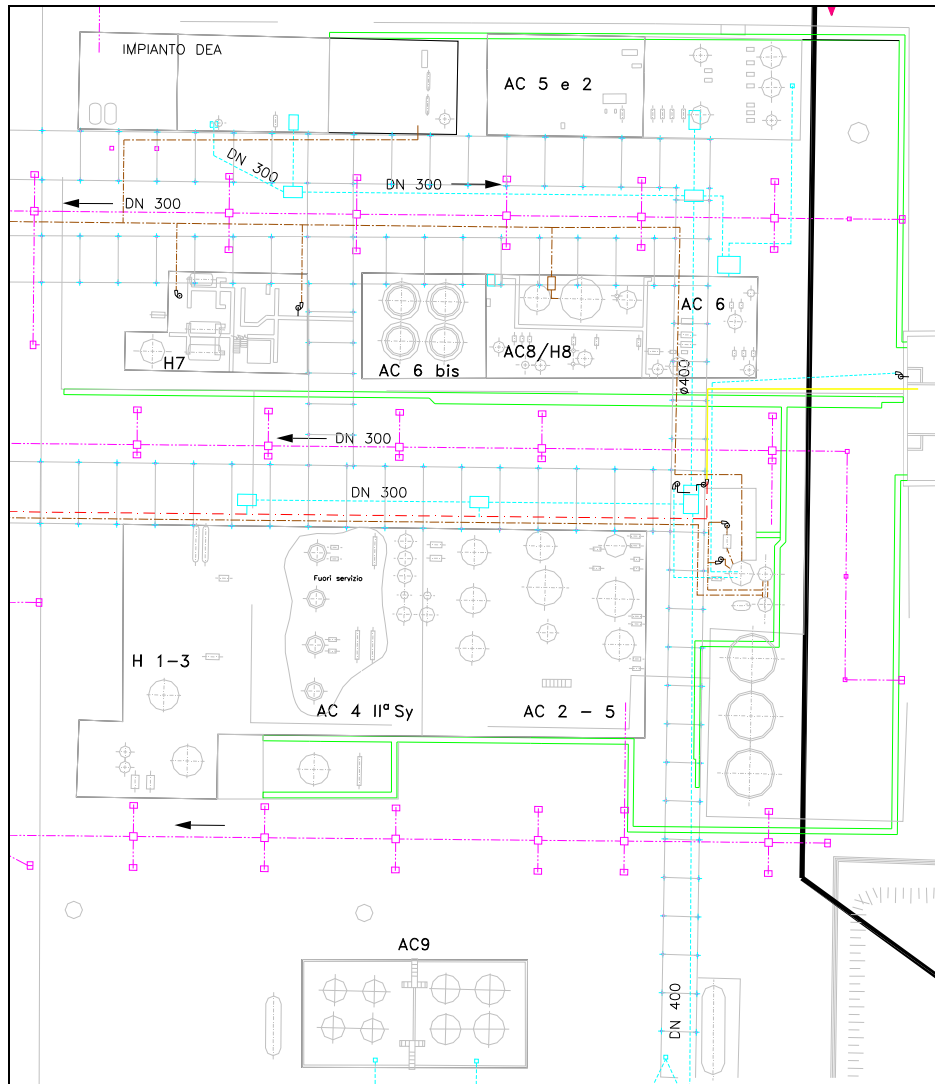 IMPIANTO DEA
AC 5 e 2
DN 300
DN 300
DN 300
AC 6
H7
AC 6 bis
AC8/H8
ø400
DN 300
DN 300
Fuori servizio
H 1-3
AC 4 IIª Sy
AC 2 - 5
AC9
DN 400